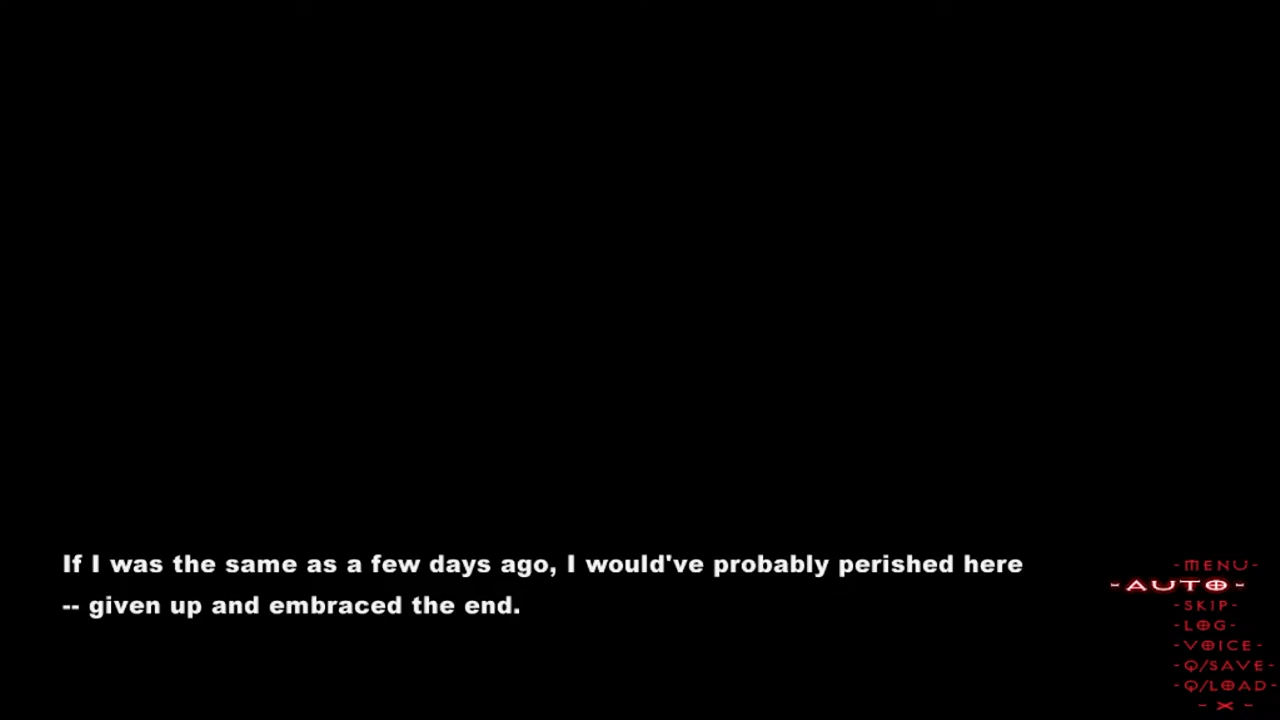 If I was the same as a few days ago, I would've probably perished here
-- given up and embraced the end.
-MENU-
-AUTO-
-SKIP-
-LOG-
-VOICE-
-Q/SAVE-
-Q/LOAD-
-X-